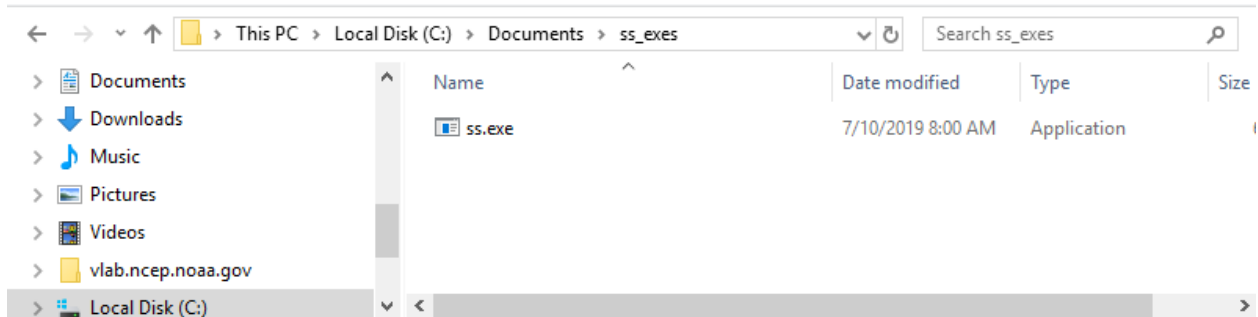 This PC > Local Disk (C:) > Documents > ss_exes
Search ss_exes
Documents
Downloads
Music
Pictures
Videos
vlab.ncep.noaa.gov
Local Disk (C:)
Name Date modified Type Size
ss.exe 7/10/2019 8:00 AM Application